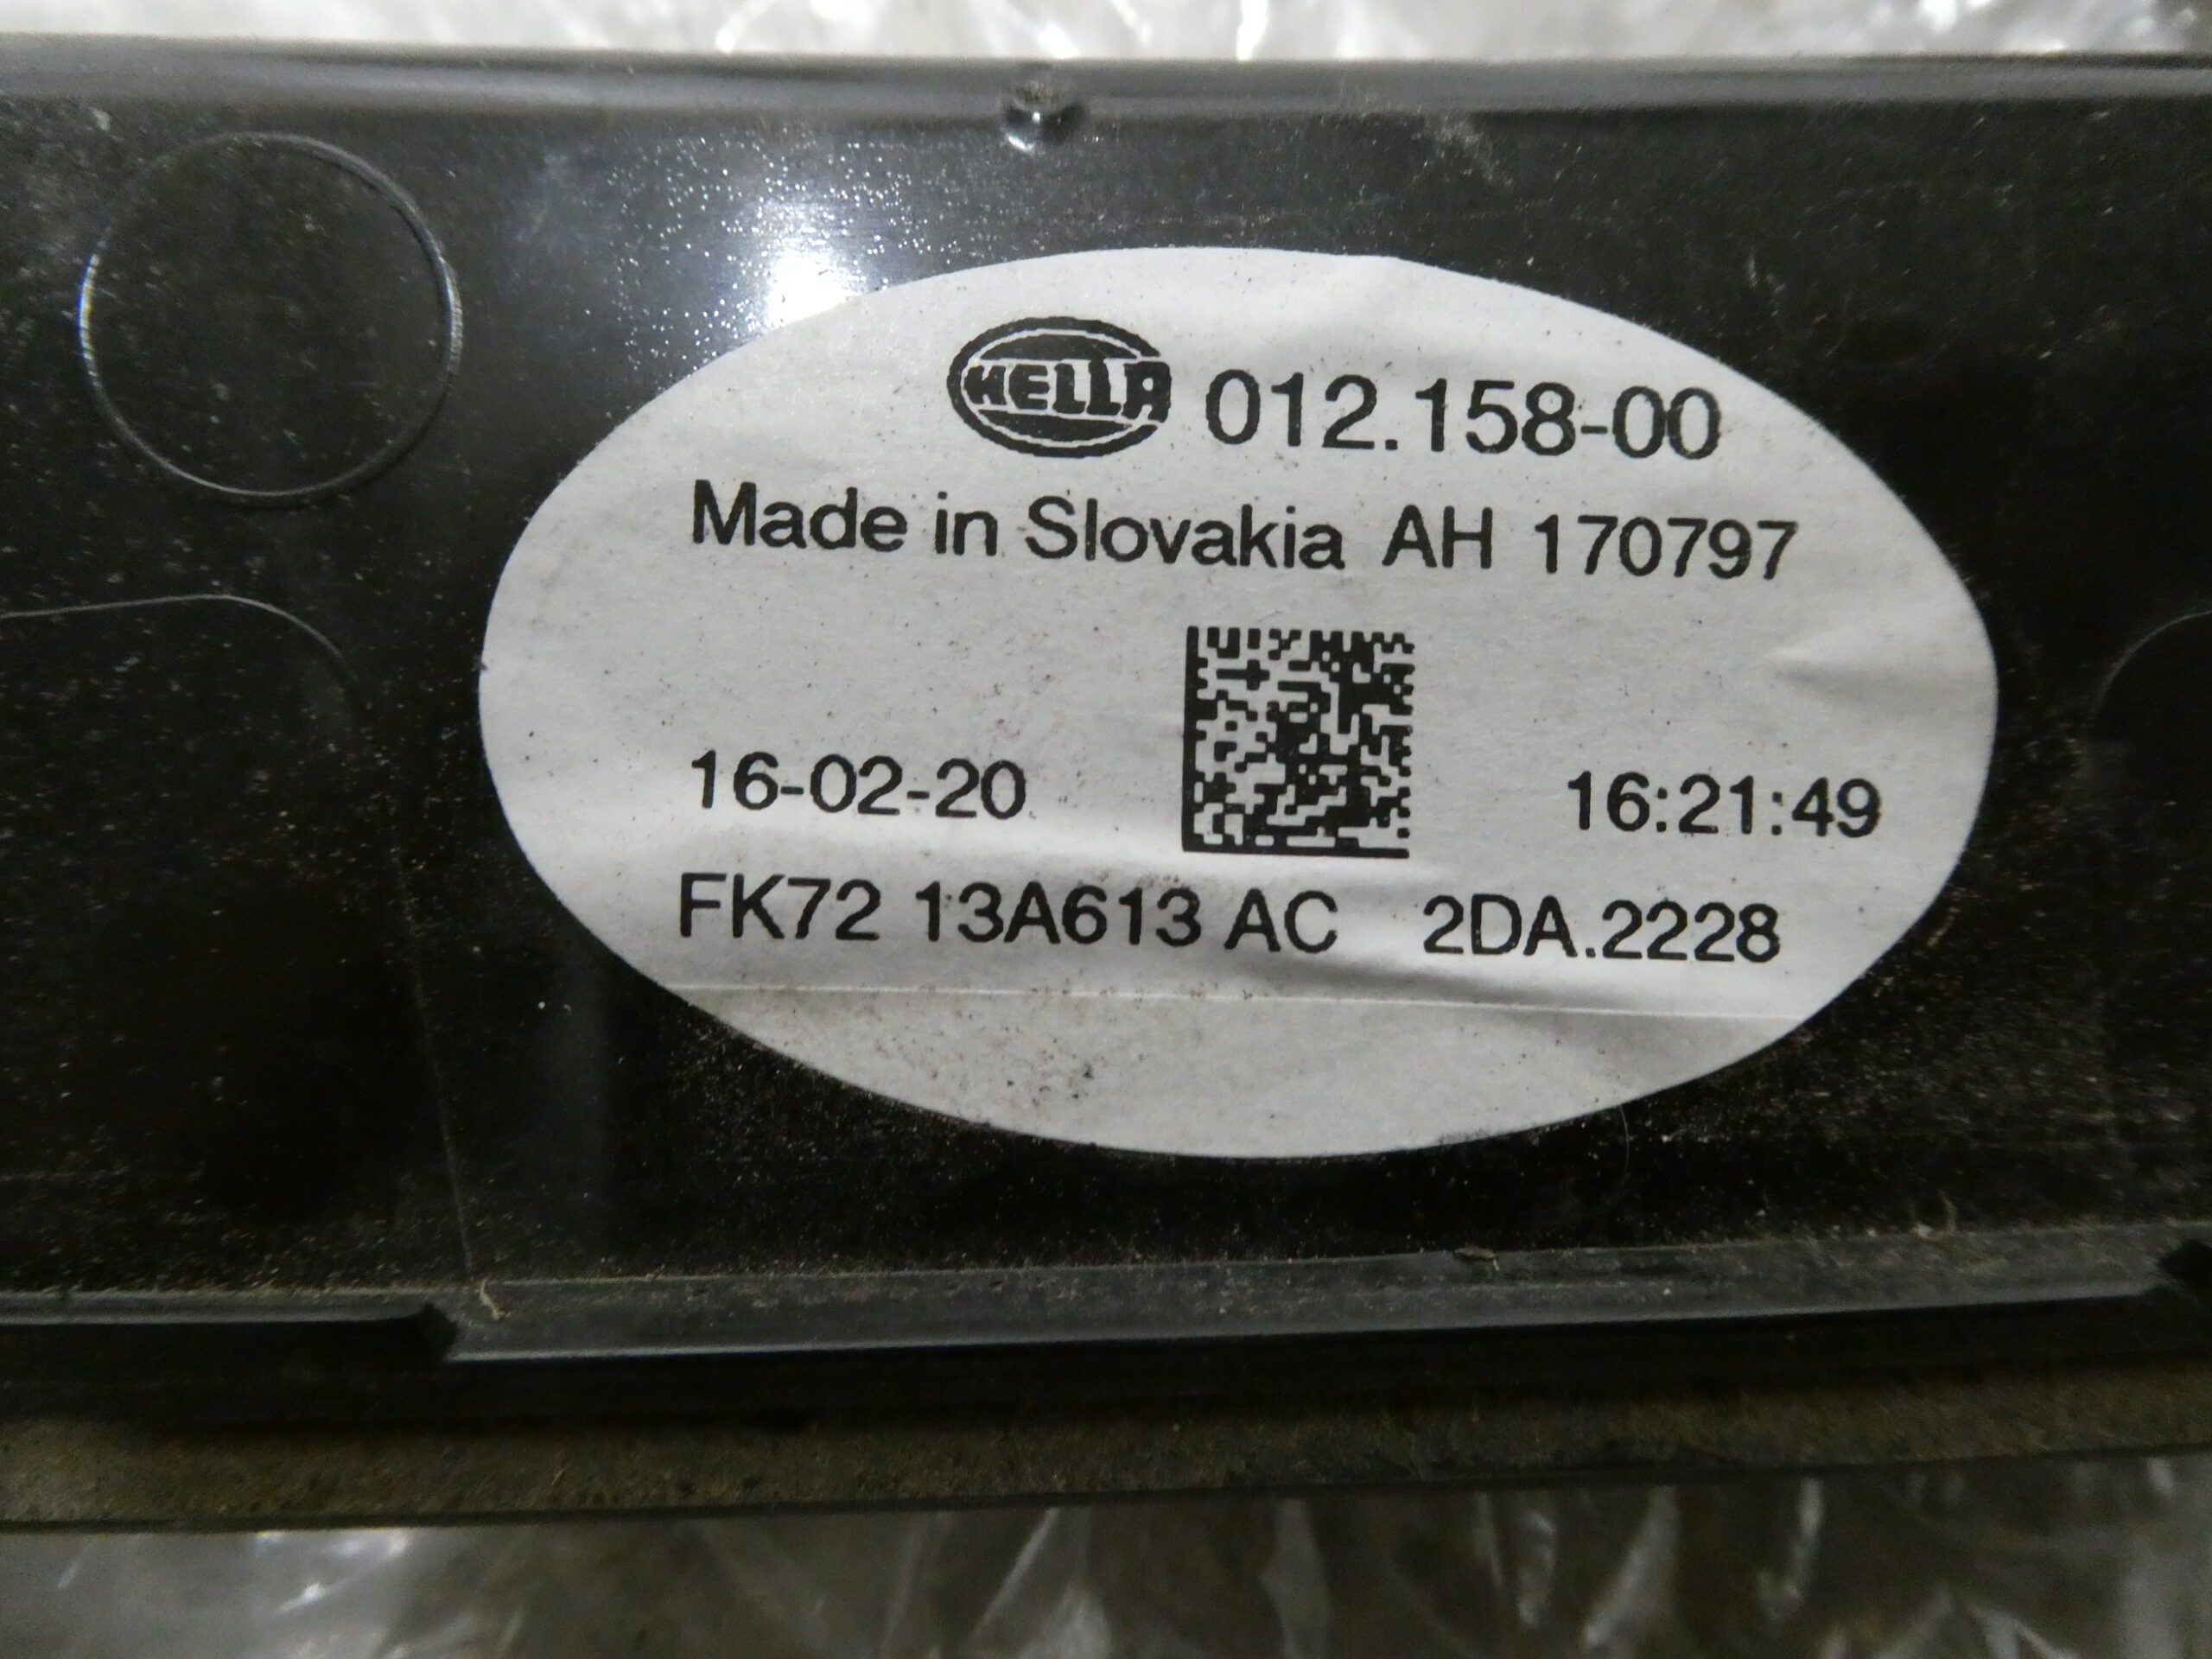 HELLA 012.158-00
Made in Slovakia AH 170797
16-02-20 16:21:49
FK72 13A613 AC 2DA.2228